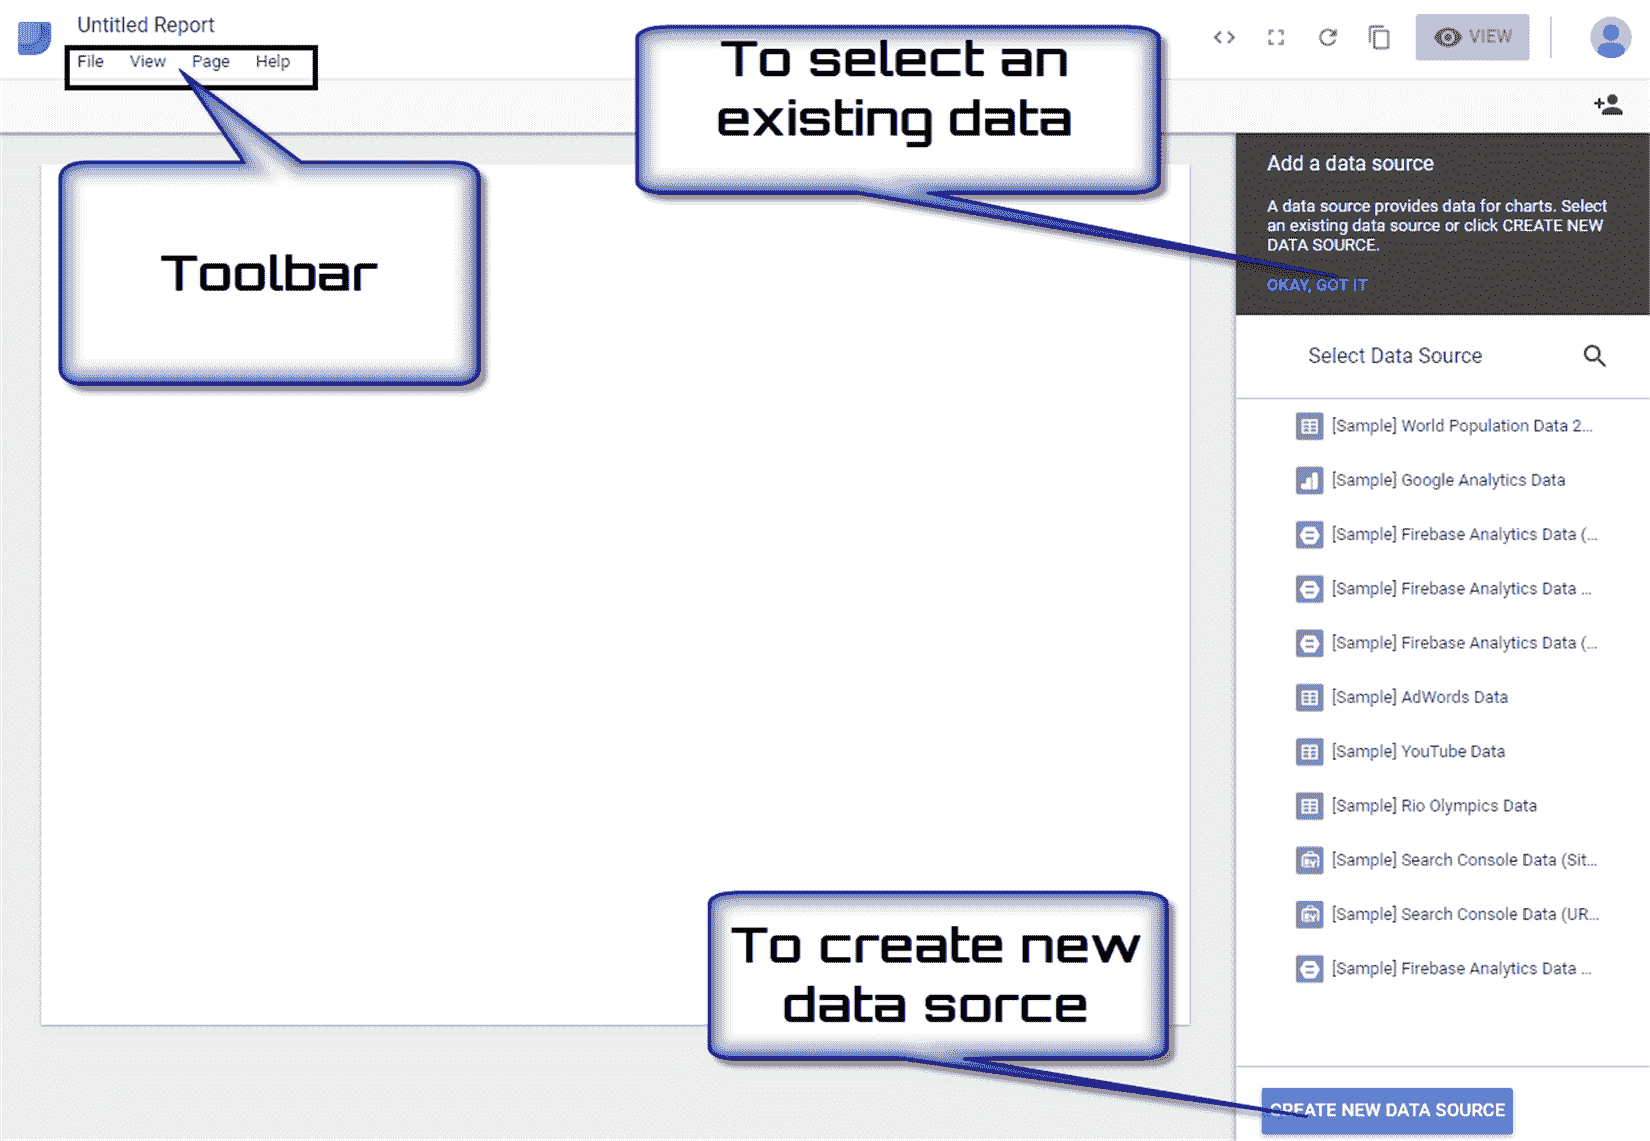 Untitled Report
File View Page Help
VIEW
To select an
existing data
Toolbar
Add a data source
A data source provides data for charts. Select
an existing data source or click CREATE NEW
DATA SOURCE.
OKAY, GOT IT
Select Data Source
[Sample] World Population Data 2...
[Sample] Google Analytics Data
[Sample] Firebase Analytics Data (...
[Sample] Firebase Analytics Data ...
[Sample] Firebase Analytics Data (...
[Sample] AdWords Data
[Sample] YouTube Data
[Sample] Rio Olympics Data
[Sample] Search Console Data (Sit...
[Sample] Search Console Data (UR...
[Sample] Firebase Analytics Data ...
To create new
data sorce
CREATE NEW DATA SOURCE